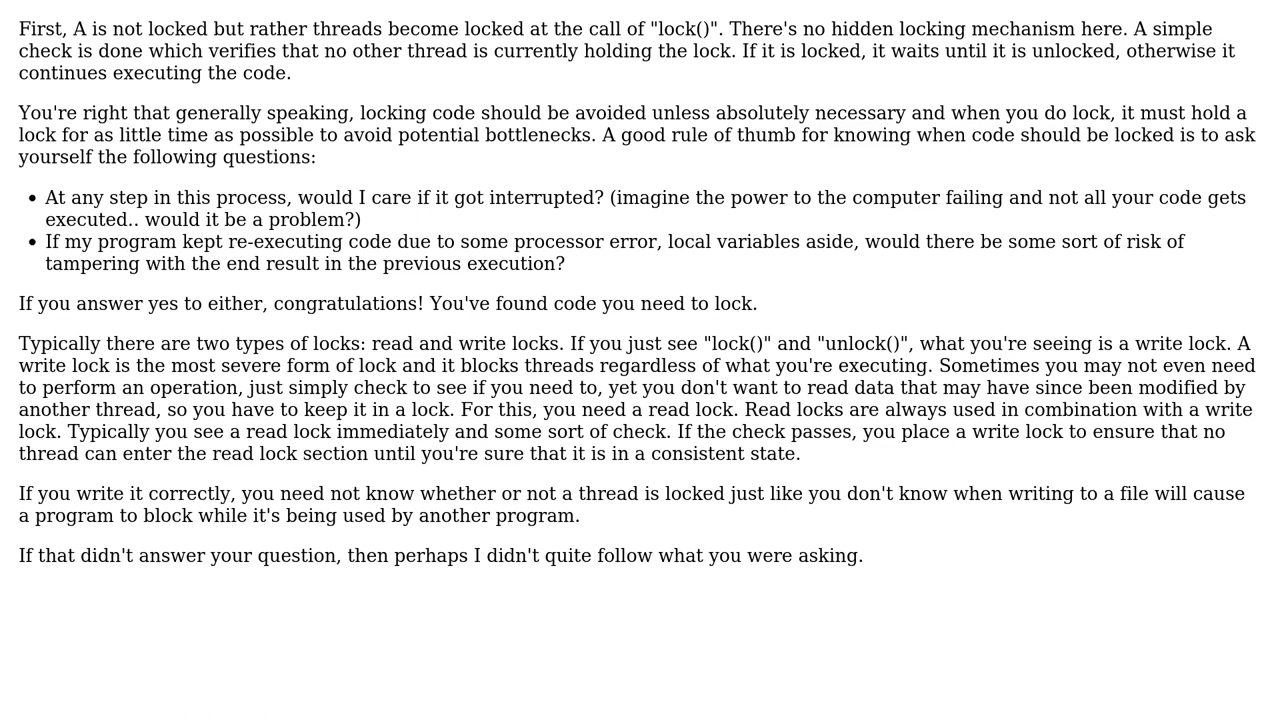 First, A is not locked but rather threads become locked at the call of "lock()". There's no hidden locking mechanism here. A simple
check is done which verifies that no other thread is currently holding the lock. If it is locked, it waits until it is unlocked, otherwise it
continues executing the code.
You're right that generally speaking, locking code should be avoided unless absolutely necessary and when you do lock, it must hold a
lock for as little time as possible to avoid potential bottlenecks. A good rule of thumb for knowing when code should be locked is to ask
yourself the following questions:
• At any step in this process, would I care if it got interrupted? (imagine the power to the computer failing and not all your code gets
executed.. would it be a problem?)
• If my program kept re-executing code due to some processor error, local variables aside, would there be some sort of risk of
tampering with the end result in the previous execution?
If you answer yes to either, congratulations! You've found code you need to lock.
Typically there are two types of locks: read and write locks. If you just see "lock()" and "unlock()", what you're seeing is a write lock. A
write lock is the most severe form of lock and it blocks threads regardless of what you're executing. Sometimes you may not even need
to perform an operation, just simply check to see if you need to, yet you don't want to read data that may have since been modified by
another thread, so you have to keep it in a lock. For this, you need a read lock. Read locks are always used in combination with a write
lock. Typically you see a read lock immediately and some sort of check. If the check passes, you place a write lock to ensure that no
thread can enter the read lock section until you're sure that it is in a consistent state.
If you write it correctly, you need not know whether or not a thread is locked just like you don't know when writing to a file will cause
a program to block while it's being used by another program.
If that didn't answer your question, then perhaps I didn't quite follow what you were asking.